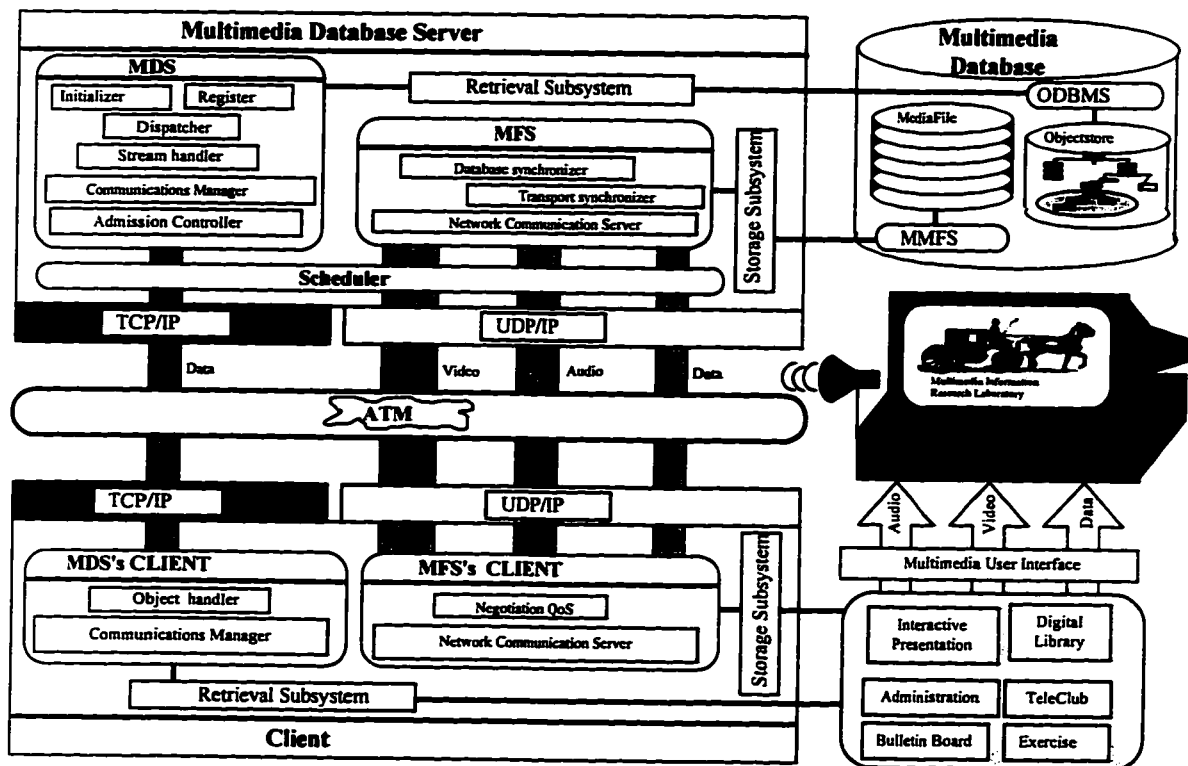 Multimedia Database Server
MDS
Initializer
Register
Dispatcher
Stream handler
Communications Manager
Admission Controller
Retrieval Subsystem
MFS
Database synchronizer
Transport synchronizer
Network Communication Server
Storage Subsystem
Scheduler
TCP/IP
UDP/IP
Multimedia
Database
ODBMS
MediaFile
Objectstore
MMFS
Data
Video
Audio
Data
ATM
Multimedia Information
Research Laboratory
TCP/IP
UDP/IP
MDS's CLIENT
Object handler
Communications Manager
MFS's CLIENT
Negotiation QoS
Network Communication Server
Storage Subsystem
Retrieval Subsystem
Client
Audio
Video
Data
Multimedia User Interface
Interactive
Presentation
Digital
Library
Administration
TeleClub
Bulletin Board
Exercise